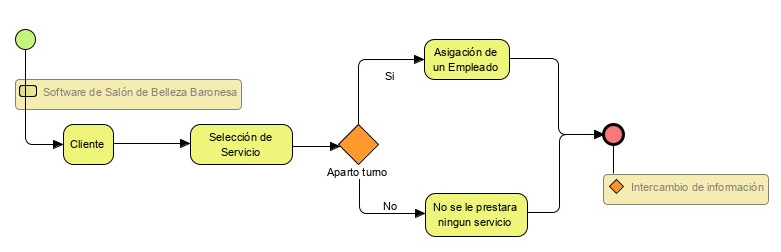 Software de Salón de Belleza Baronesa
Cliente
Selección de
Servicio
Aparto turno
Si
Asigación de
un Empleado
No
No se le prestara
ningun servicio
Intercambio de información